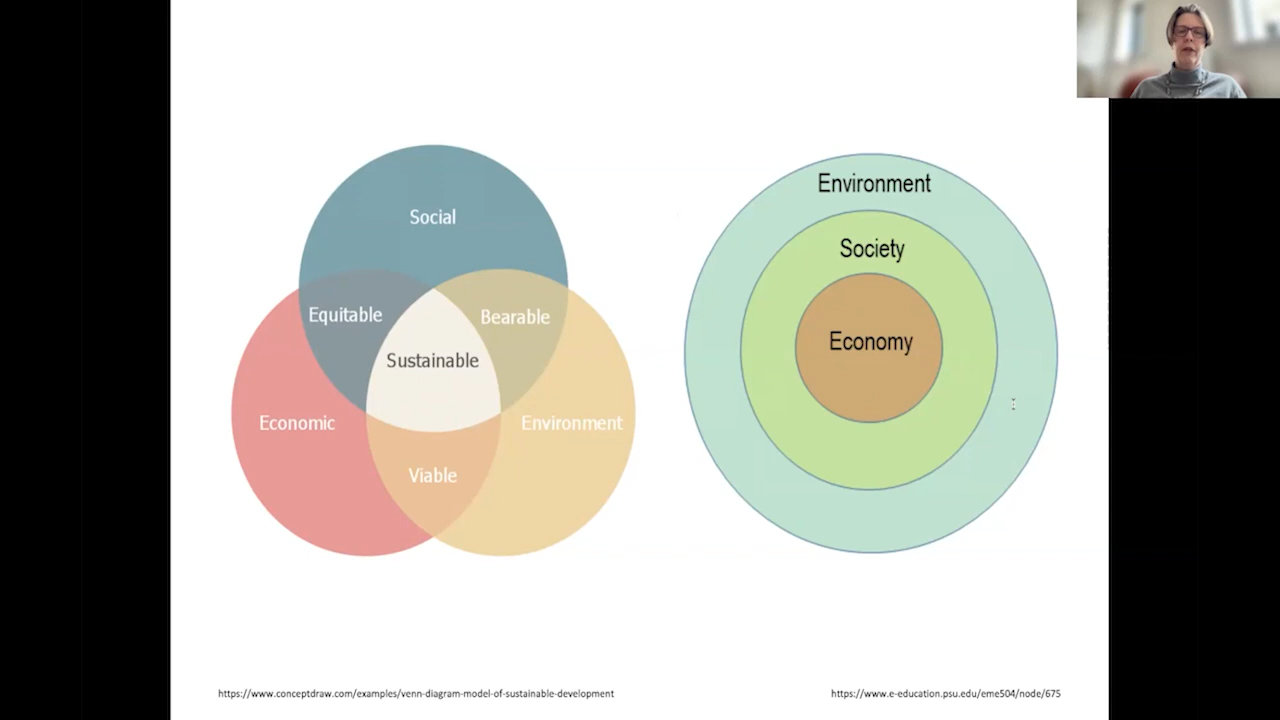 Social
Equitable
Bearable
Sustainable
Economic
Environment
Viable
Environment
Society
Economy
https://www.conceptdraw.com/examples/venn-diagram-model-of-sustainable-development
https://www.e-education.psu.edu/eme504/node/675